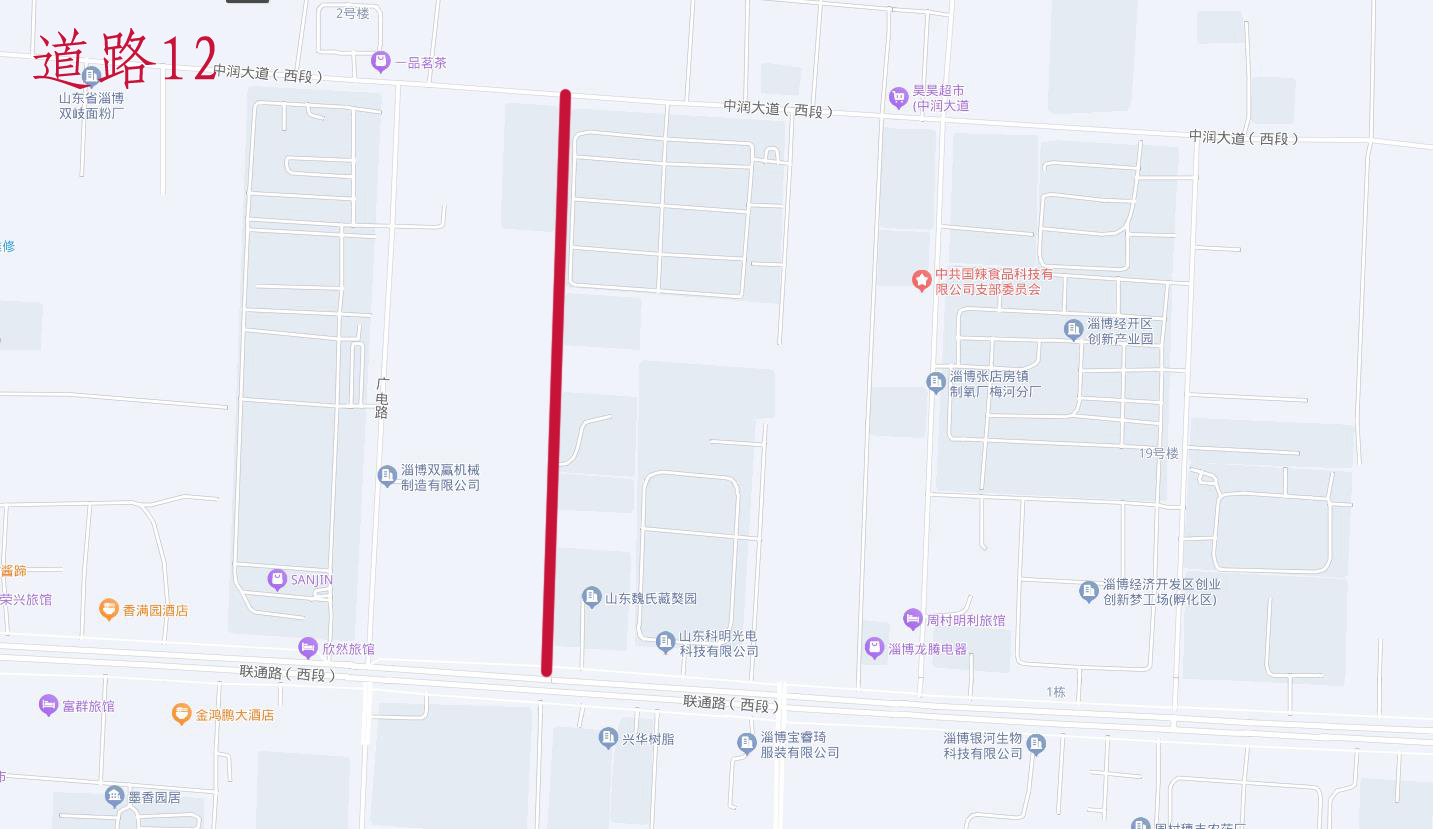 2号楼
道路12
一品茗茶
中润大道（西段）
山东省淄博
双岐面粉厂
昊昊超市
(中润大道
中润大道（西段）
中润大道（西段）
维修
中共国辣食品科技有
限公司支部委员会
淄博经开区
创新产业园
淄博张店房镇
制氧厂梅河分厂
广电路
19号楼
淄博双赢机械
制造有限公司
酱蹄
SANJIN
荣兴旅馆
香满园酒店
山东魏氏藏獒园
淄博经济开发区创业
创新梦工场(孵化区)
周村明利旅馆
山东科明光电
科技有限公司
欣然旅馆
淄博龙腾电器
联通路（西段）
1栋
联通路（西段）
富群旅馆
金鸿鹏大酒店
兴华树脂
淄博宝睿琦
服装有限公司
淄博银河生物
科技有限公司
市
墨香园居